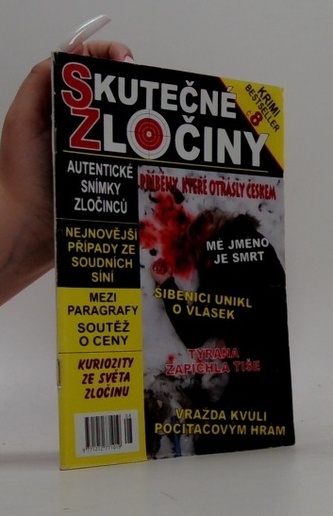 SKUTEČNÉ
ZLOČINY
KRIMI
BESTSELLER
č. 8
AUTENTICKÉ
SNÍMKY
ZLOČINCŮ
PŘÍBĚHY, KTERÉ OTŘÁSLY ČESKEM
NEJNOVĚJŠÍ
PŘÍPADY ZE
SOUDNÍCH
SÍNÍ
MÉ JMÉNO
JE SMRT
MEZI
PARAGRAFY
SOUTĚŽ
O CENY
ŠIBENICI UNIKL
O VLÁSEK
KURIOZITY
ZE SVĚTA
ZLOČINU
TYRANA
ZAPÍCHLA TIŠE
VRAŽDA KVŮLI
POČÍTAČOVÝM HRÁM